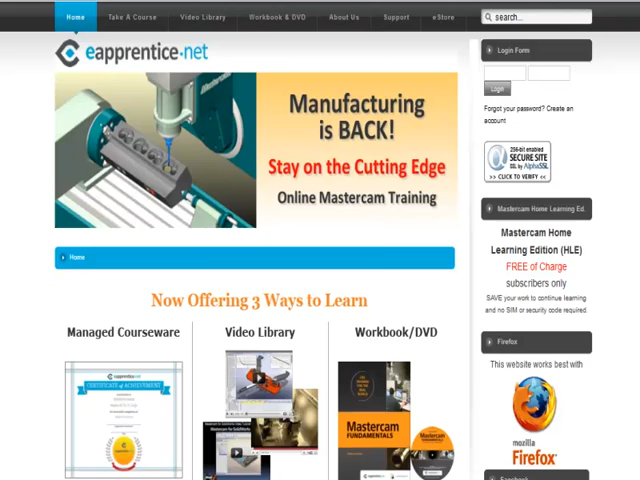 Home
Take A Course
Video Library
Workbook & DVD
About Us
Support
eStore
search...
eapprentice.net
Manufacturing
is BACK!
Stay on the Cutting Edge
Online Mastercam Training
Login Form
Login
Forgot your password? Create an
account
256-bit enabled
SECURE SITE
SSL by AlphaSSL
>> CLICK TO VERIFY <<
Mastercam Home Learning Ed.
Mastercam Home
Learning Edition (HLE)
FREE of Charge
subscribers only
SAVE your work to continue learning
and no SIM or security code required.
Home
Now Offering 3 Ways to Learn
Managed Courseware
Video Library
Workbook/DVD
eapprentice.net
CERTIFICATE of ACHIEVEMENT
Mastercam
FUNDAMENTALS
Mastercam
Firefox
This website works best with
mozilla
Firefox
Facebook